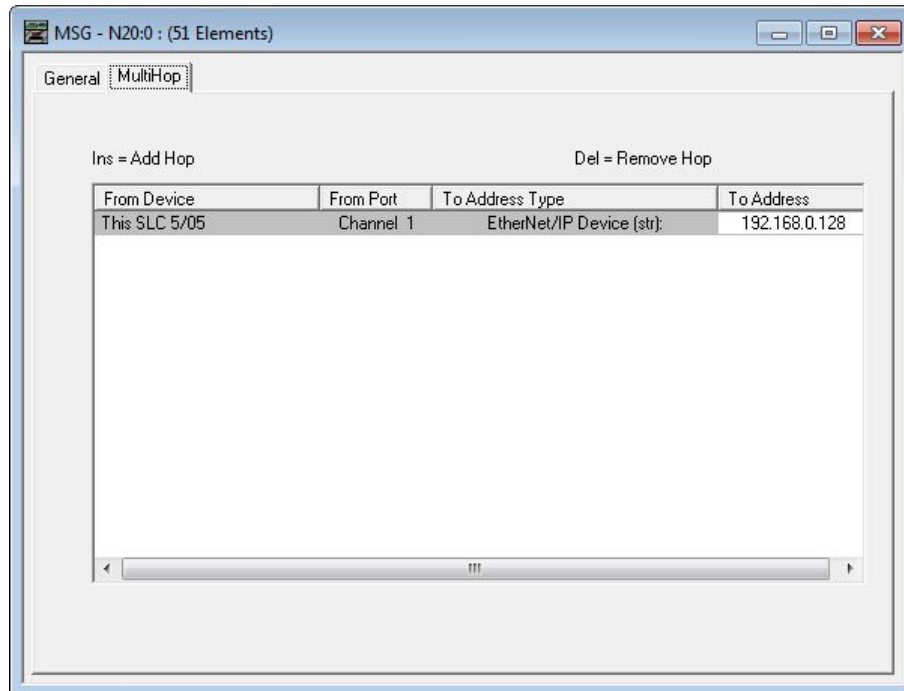 MSG - N20:0 : (51 Elements)
General MultiHop
Ins = Add Hop Del = Remove Hop
From Device From Port To Address Type To Address
This SLC 5/05 Channel 1 EtherNet/IP Device (str): 192.168.0.128